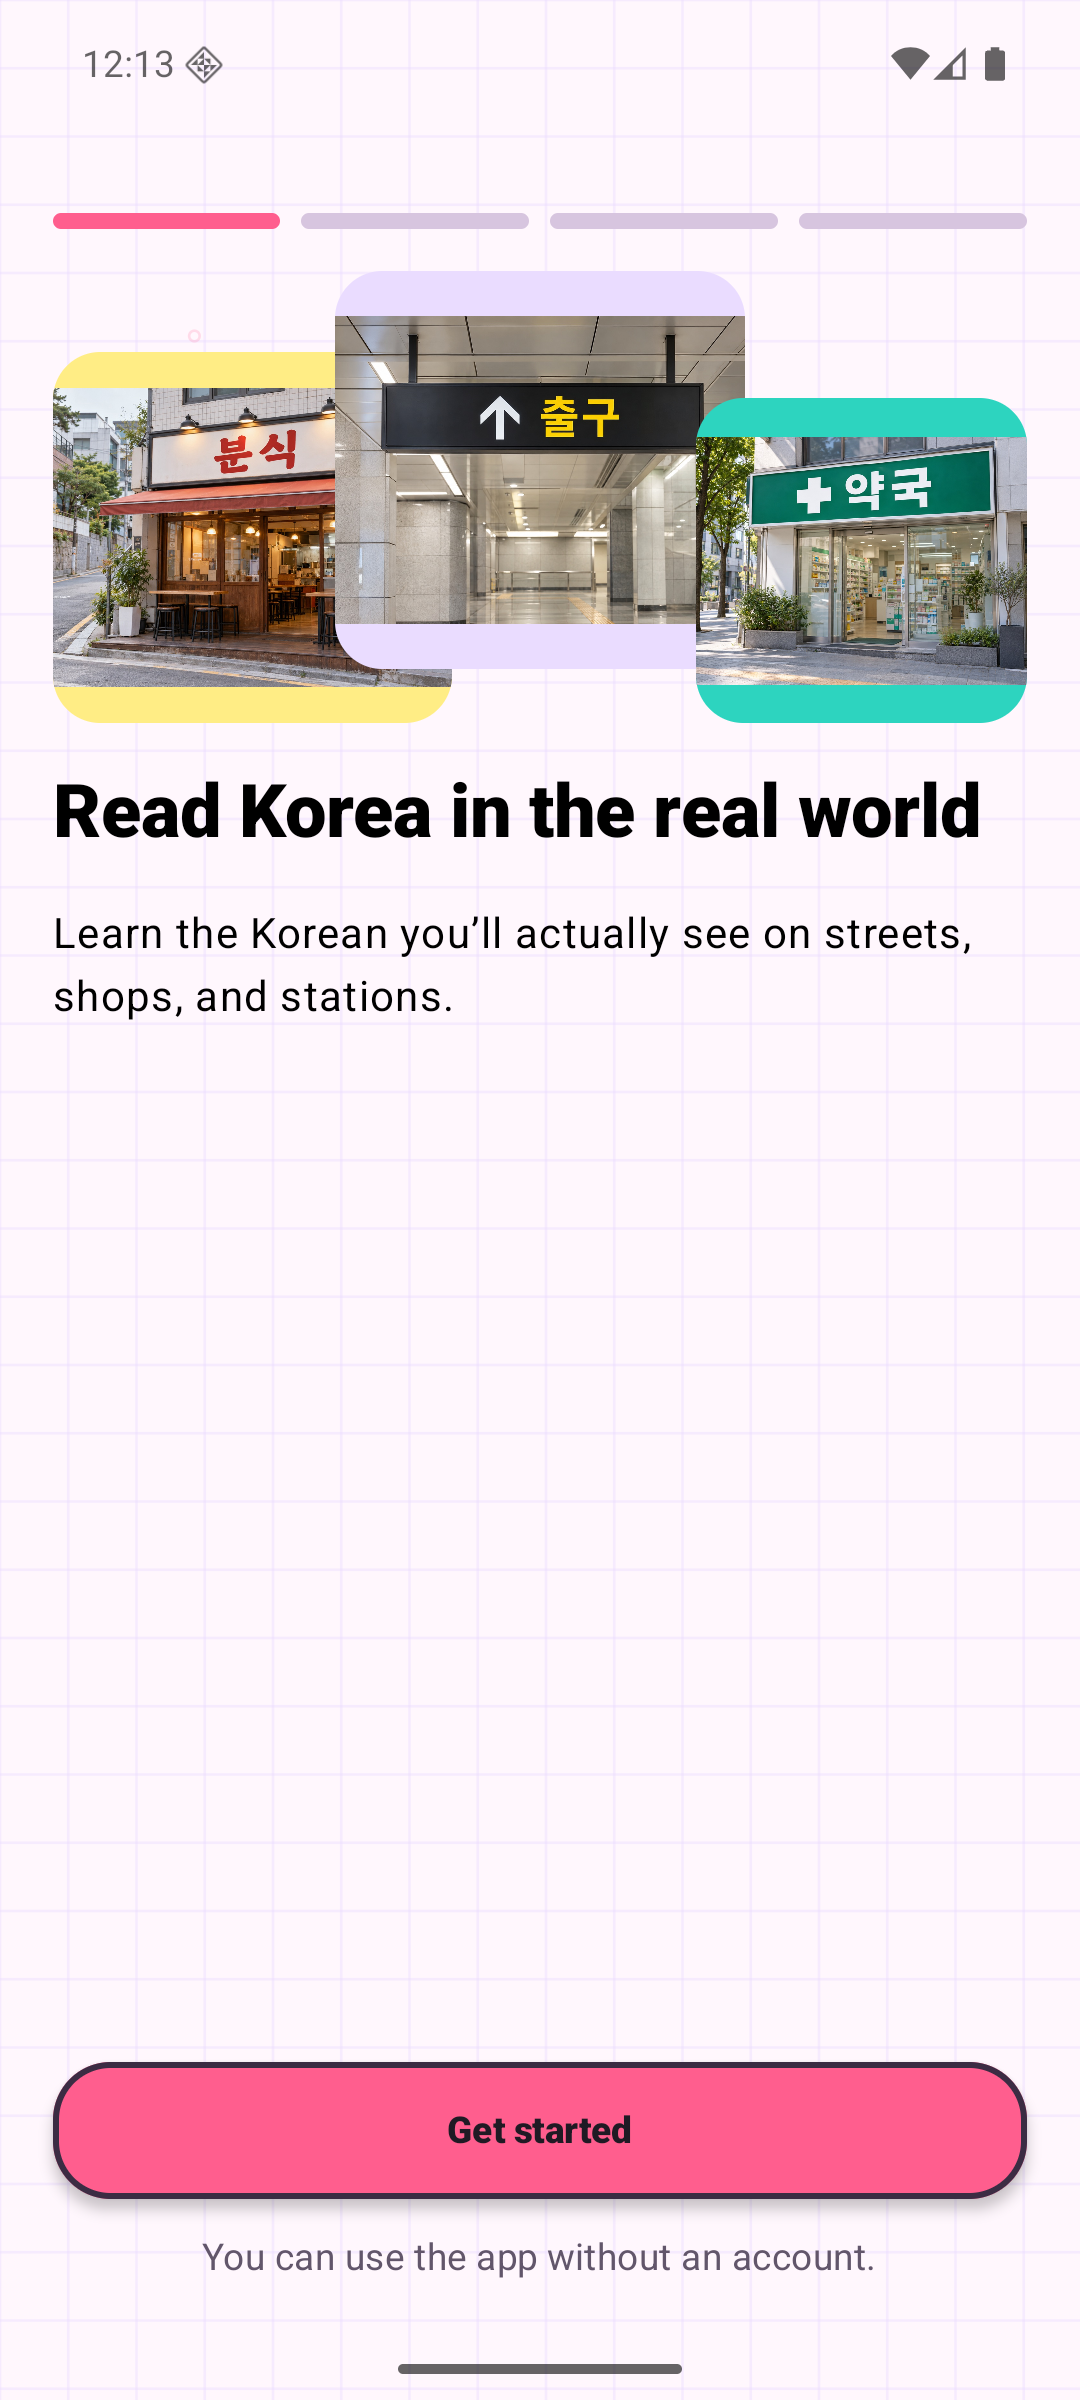 12:13
분식
출구
약국
Read Korea in the real world
Learn the Korean you’ll actually see on streets,
shops, and stations.
Get started
You can use the app without an account.